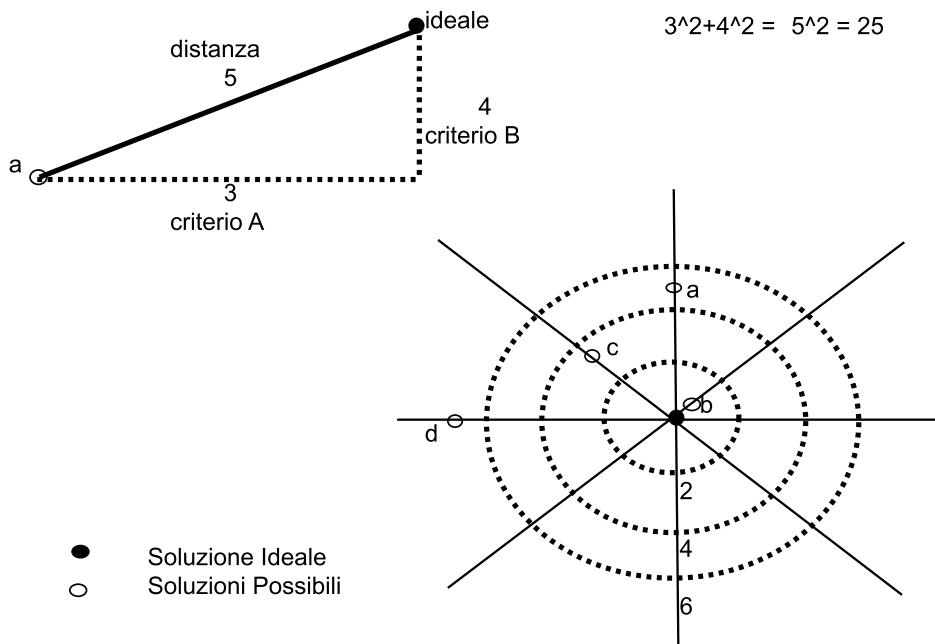 ideale
3^2+4^2 = 5^2 = 25
distanza
5
4
criterio B
a
3
criterio A
a
c
b
d
2
4
6
Soluzione Ideale
Soluzioni Possibili